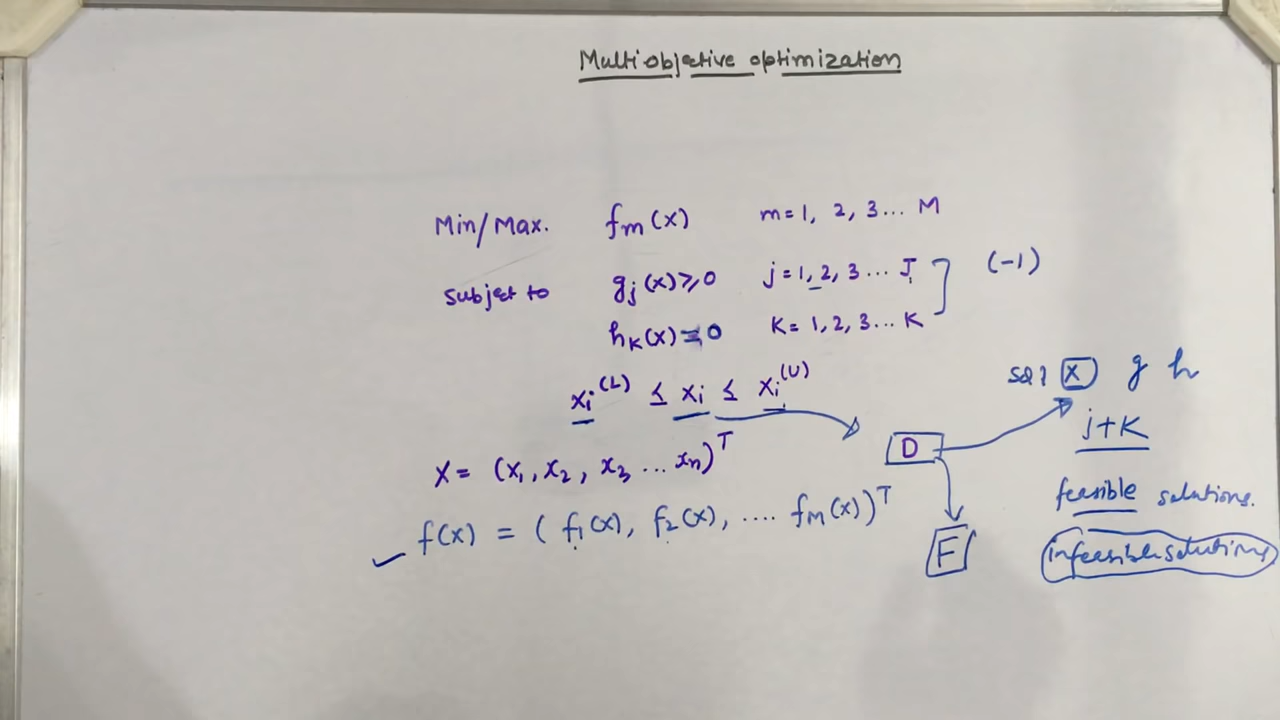 Multiobjective optimization
Min/Max. fm(x) m=1, 2, 3... M
subject to gj(x)≥0 j=1,2,3... J (-1)
hK(x)=0 K=1,2,3...K
xi(L) ≤ xi ≤ xi(U)
x= (x1,x2, x3 ...xn)T
f(x) = (f1(x), f2(x), .... fM(x))T
D
F
sol x g h
j+K
feasible solutions.
infeasible solutions